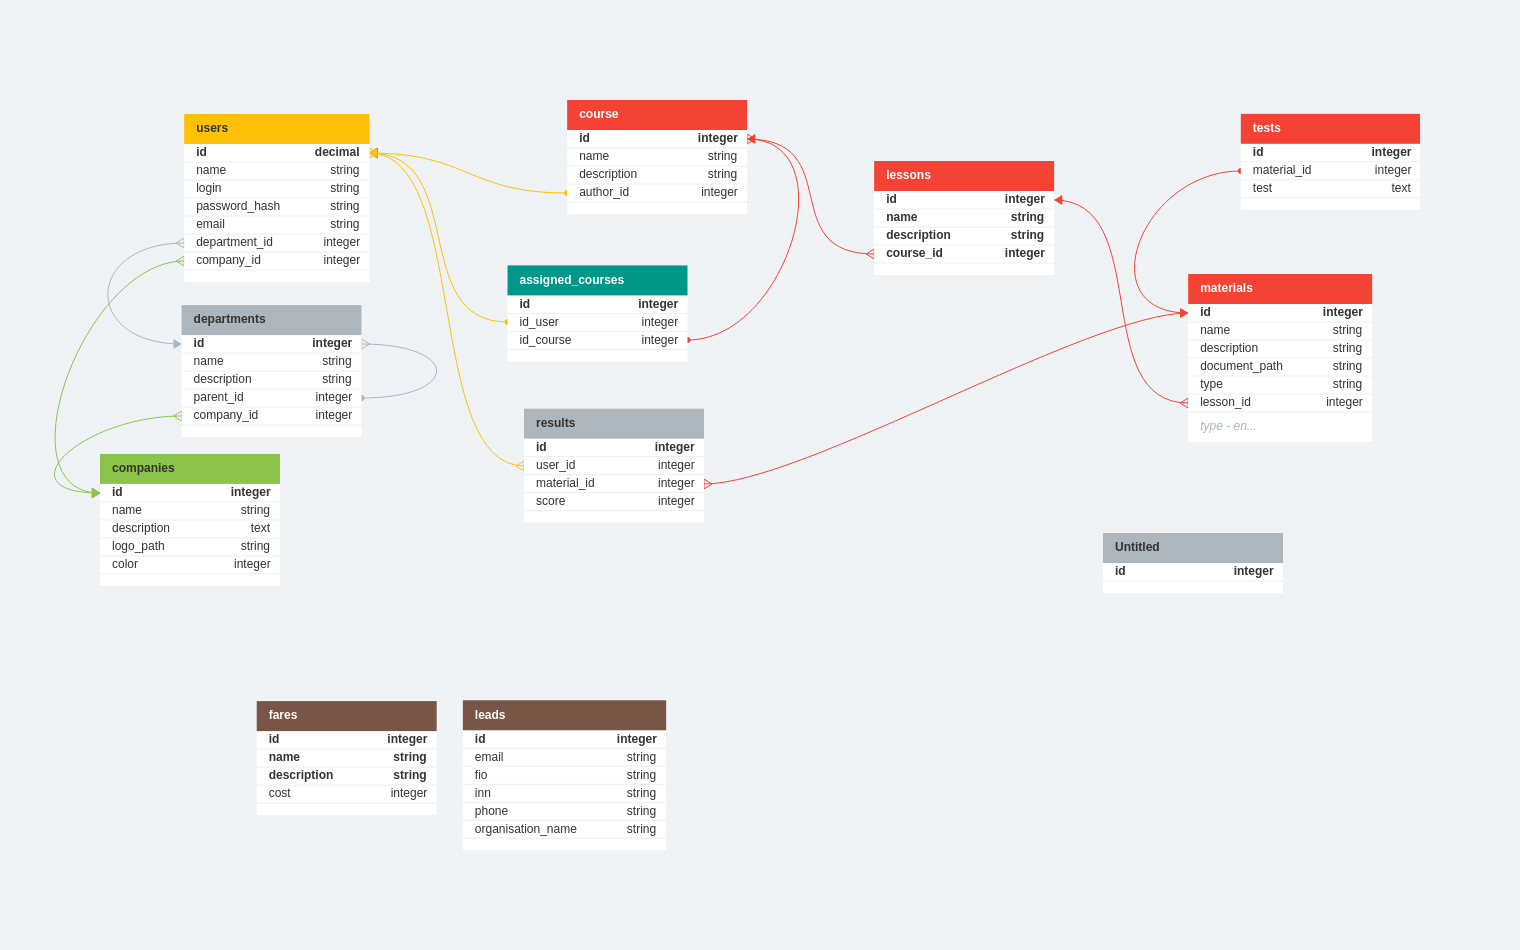 users
id decimal
name string
login string
password_hash string
email string
department_id integer
company_id integer
departments
id integer
name string
description string
parent_id integer
company_id integer
companies
id integer
name string
description text
logo_path string
color integer
course
id integer
name string
description string
author_id integer
assigned_courses
id integer
id_user integer
id_course integer
results
id integer
user_id integer
material_id integer
score integer
lessons
id integer
name string
description string
course_id integer
tests
id integer
material_id integer
test text
materials
id integer
name string
description string
document_path string
type string
lesson_id integer
type - en...
Untitled
id integer
fares
id integer
name string
description string
cost integer
leads
id integer
email string
fio string
inn string
phone string
organisation_name string